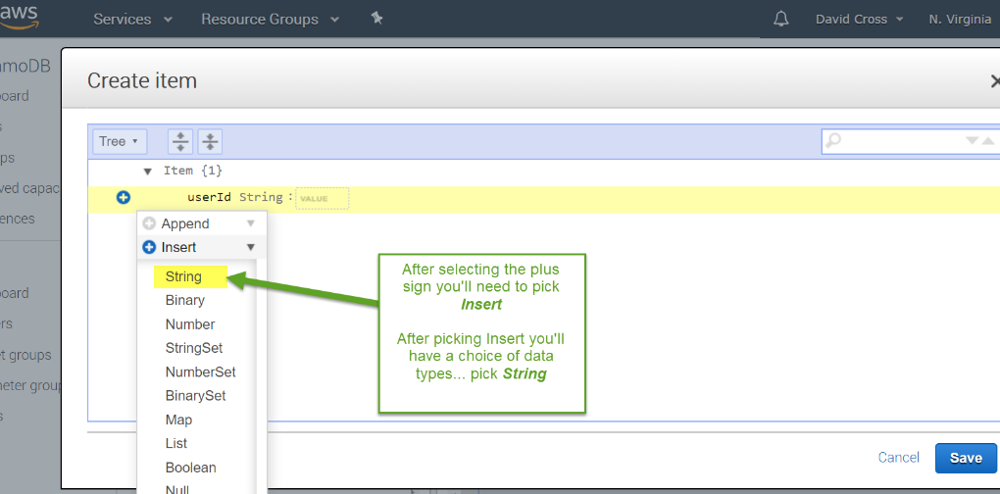 aws Services Resource Groups David Cross N. Virginia
moDB
Create item
board
Tree
Item {1}
ps
ved capac
userId String : VALUE
ences
Append
Insert
String
Binary
Number
StringSet
NumberSet
BinarySet
Map
List
Boolean
Null
After selecting the plus
sign you'll need to pick
Insert
After picking Insert you'll
have a choice of data
types... pick String
board
ers
et groups
meter group
s
Cancel Save